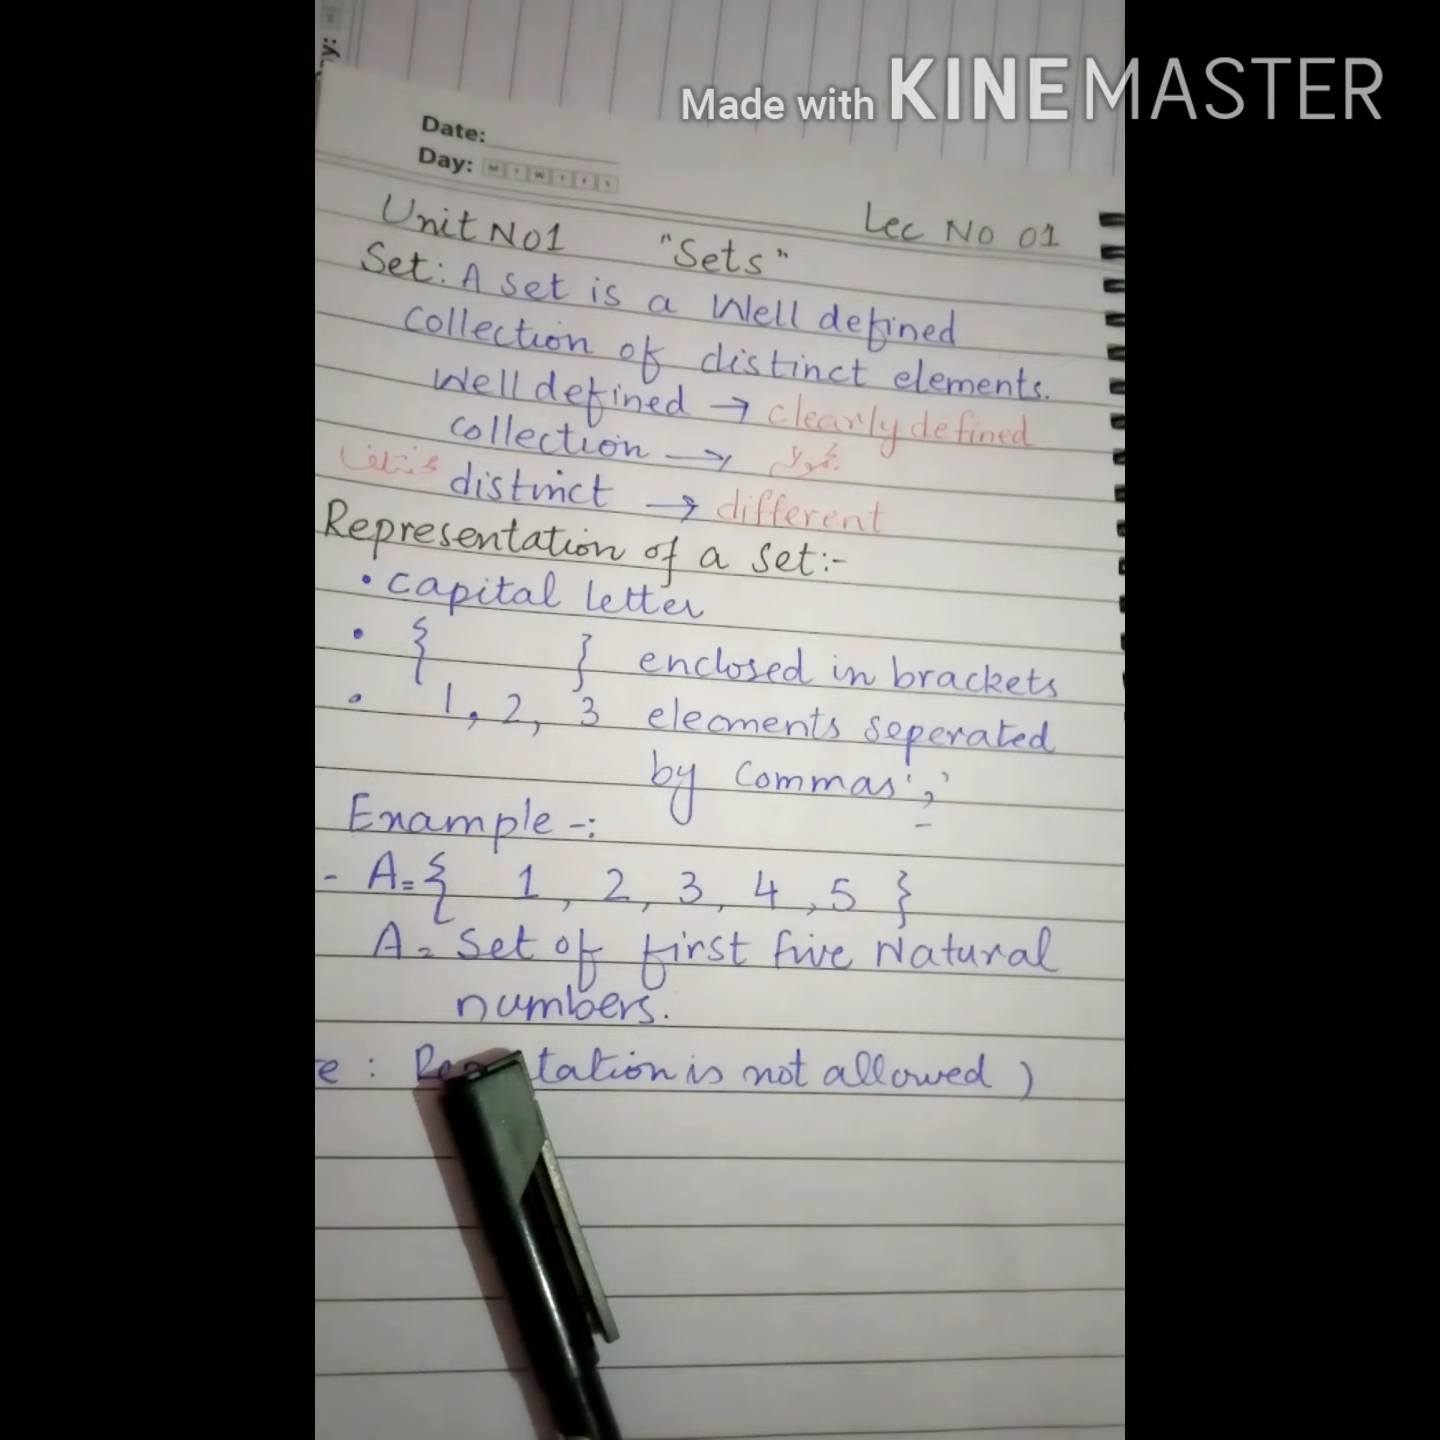 Made with KINEMASTER
Date:
Day: M T W T F S
Unit No1 "Sets" Lec No 01
Set: A set is a Well defined
collection of distinct elements.
Well defined → clearly defined
collection →
مختلف distinct → different
Representation of a set:-
• capital letter
• { } enclosed in brackets
• 1, 2, 3 elecments seperated
by commas ','
Example -:
- A={ 1, 2, 3, 4, 5 }
A= Set of first five Natural
numbers.
is not allowed )